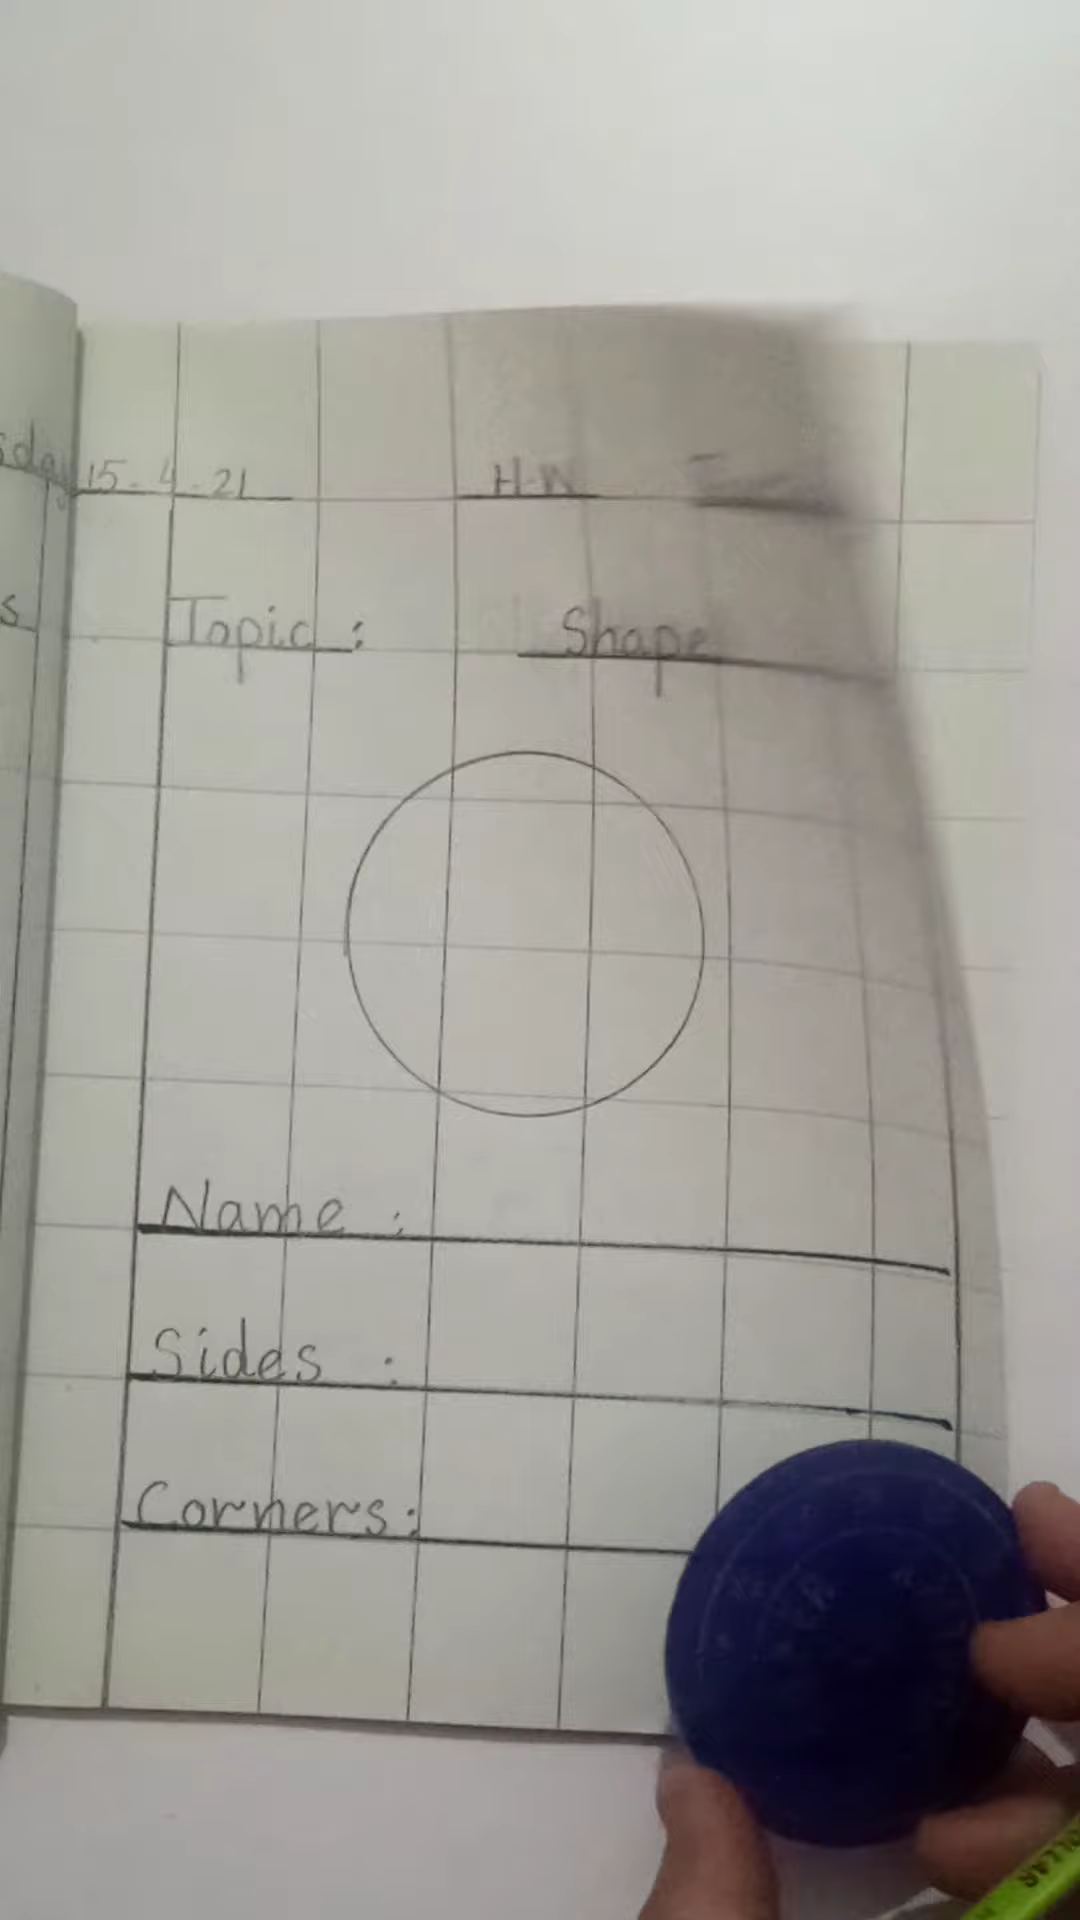 15-4-21 H.W
Topic : Shape
Name :
Sides :
Corners: